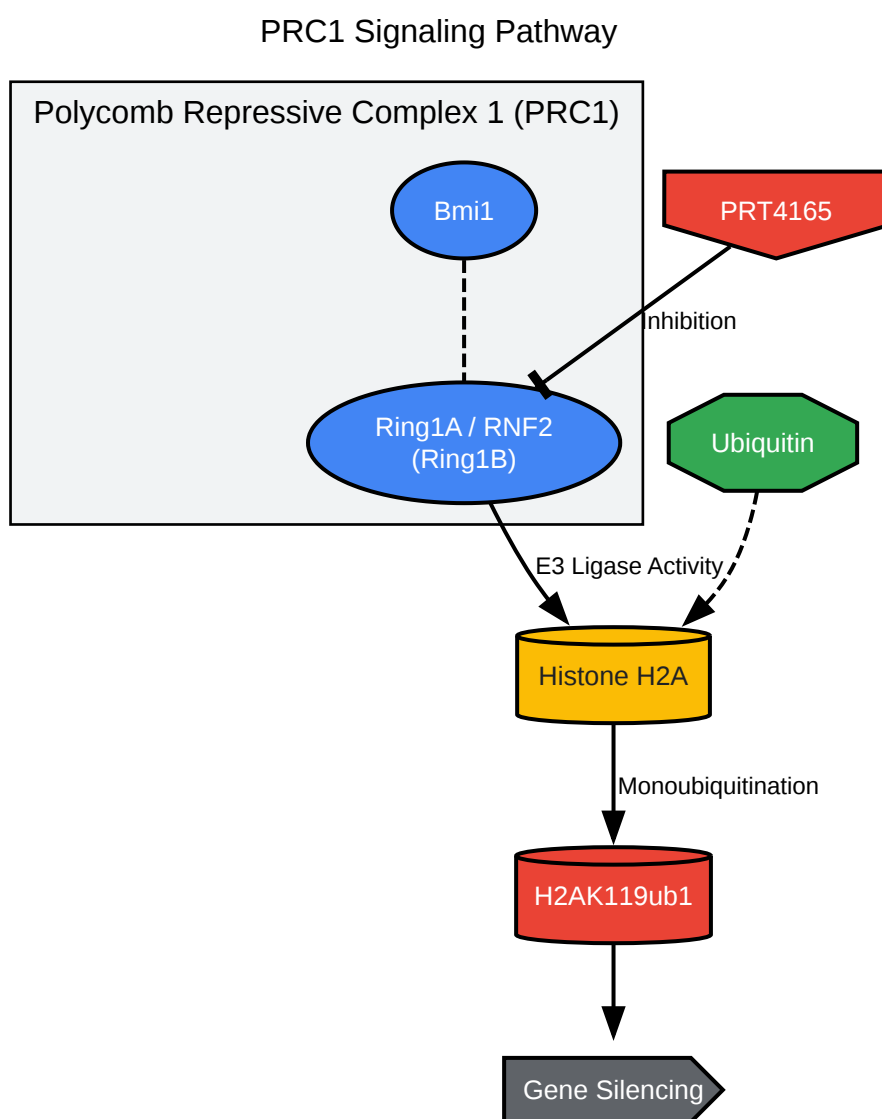 PRC1 Signaling Pathway
Polycomb Repressive Complex 1 (PRC1)
Bmi1
PRT4165
Inhibition
Ring1A / RNF2
(Ring1B)
Ubiquitin
E3 Ligase Activity
Histone H2A
Monoubiquitination
H2AK119ub1
Gene Silencing